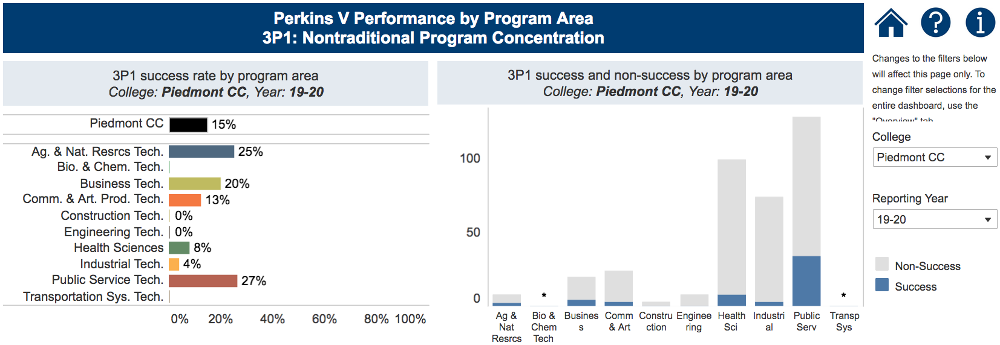 Perkins V Performance by Program Area
3P1: Nontraditional Program Concentration
3P1 success rate by program area
College: Piedmont CC, Year: 19-20
Piedmont CC
15%
Ag. & Nat. Resrcs Tech.
25%
Bio. & Chem. Tech.
Business Tech.
20%
Comm. & Art. Prod. Tech.
13%
Construction Tech.
0%
Engineering Tech.
0%
Health Sciences
8%
Industrial Tech.
4%
Public Service Tech.
27%
Transportation Sys. Tech.
0% 20% 40% 60% 80% 100%
3P1 success and non-success by program area
College: Piedmont CC, Year: 19-20
100
50
0
*
*
Ag &
Nat
Resrcs
Bio &
Chem
Tech
Busines
s
Comm
& Art
Constru
ction
Enginee
ring
Health
Sci
Industri
al
Public
Serv
Transp
Sys
?
i
Changes to the filters below
will affect this page only. To
change filter selections for the
entire dashboard, use the
"Overview" tab
College
Piedmont CC
Reporting Year
19-20
Non-Success
Success